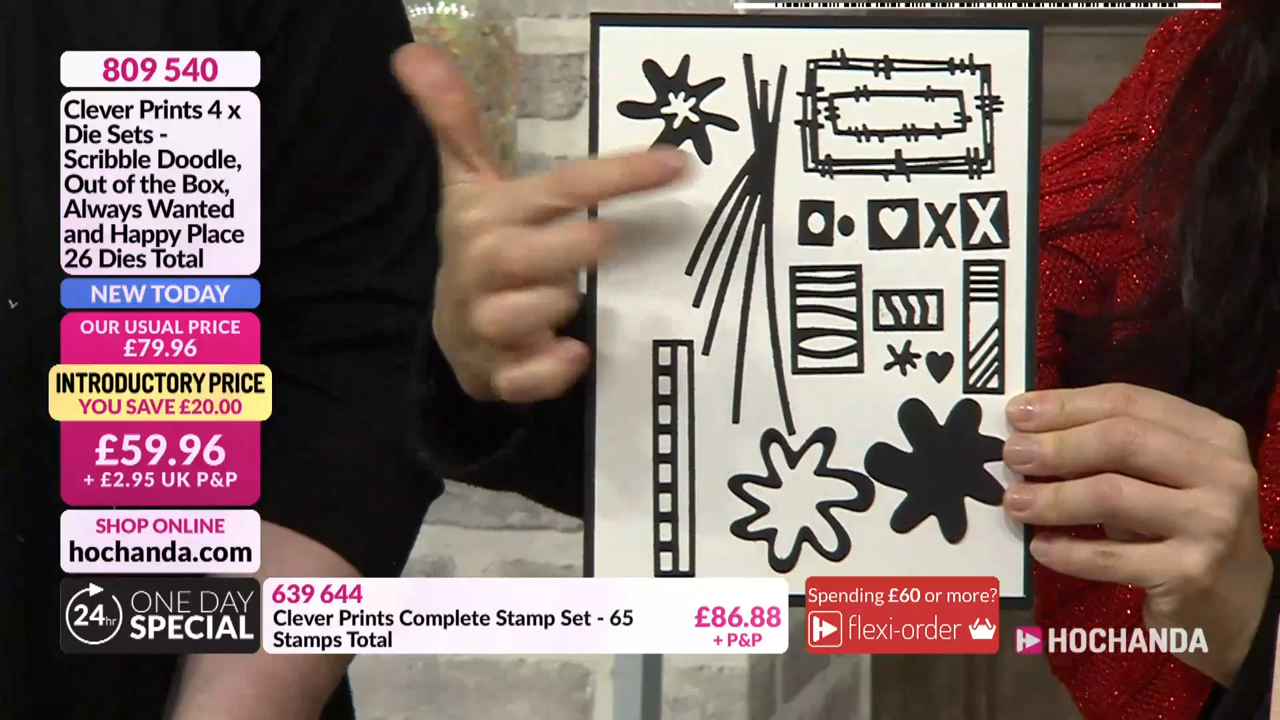 809 540
Clever Prints 4 x
Die Sets -
Scribble Doodle,
Out of the Box,
Always Wanted
and Happy Place
26 Dies Total
NEW TODAY
OUR USUAL PRICE
£79.96
INTRODUCTORY PRICE
YOU SAVE £20.00
£59.96
+ £2.95 UK P&P
SHOP ONLINE
hochanda.com
24hr
ONE DAY
SPECIAL
639 644
Clever Prints Complete Stamp Set - 65
Stamps Total
£86.88
+ P&P
Spending £60 or more?
flexi-order
HOCHANDA
X X